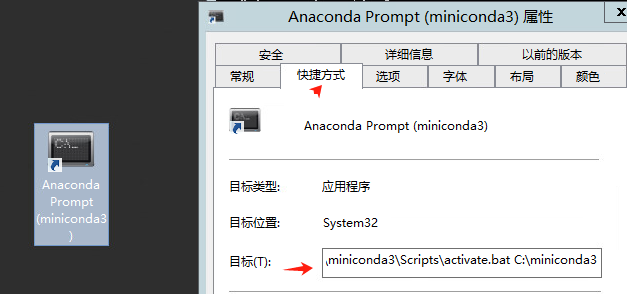 Anaconda Prompt (miniconda3) 属性
x
安全 详细信息 以前的版本
常规 快捷方式 选项 字体 布局 颜色
C:\_
Anaconda
Prompt
(miniconda3
)
Anaconda Prompt (miniconda3)
目标类型: 应用程序
目标位置: System32
目标(T): \miniconda3\Scripts\activate.bat C:\miniconda3